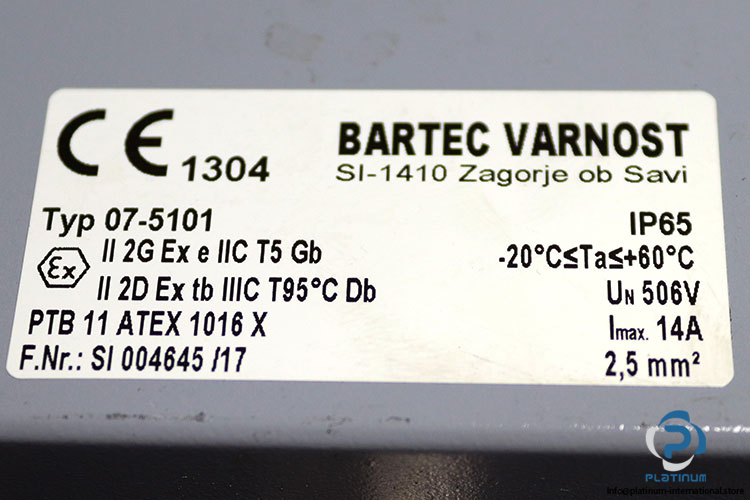 CE 1304
BARTEC VARNOST
SI-1410 Zagorje ob Savi
Typ 07-5101
IP65
Ex II 2G Ex e IIC T5 Gb
II 2D Ex tb IIIC T95°C Db
-20°C≤Ta≤+60°C
UN 506V
PTB 11 ATEX 1016 X
Imax. 14A
F.Nr.: SI 004645 /17
2,5 mm²
PLATINUM
info@platinum-international.store